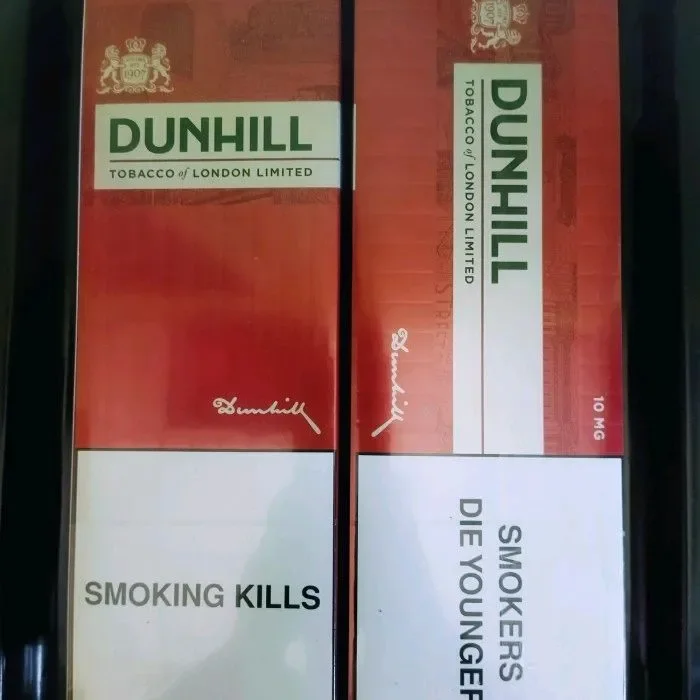 1907
DUNHILL
TOBACCO of LONDON LIMITED
Dunhill
SMOKING KILLS
1907
DUNHILL
TOBACCO of LONDON LIMITED
Dunhill
10 MG
SMOKERS
DIE YOUNGER